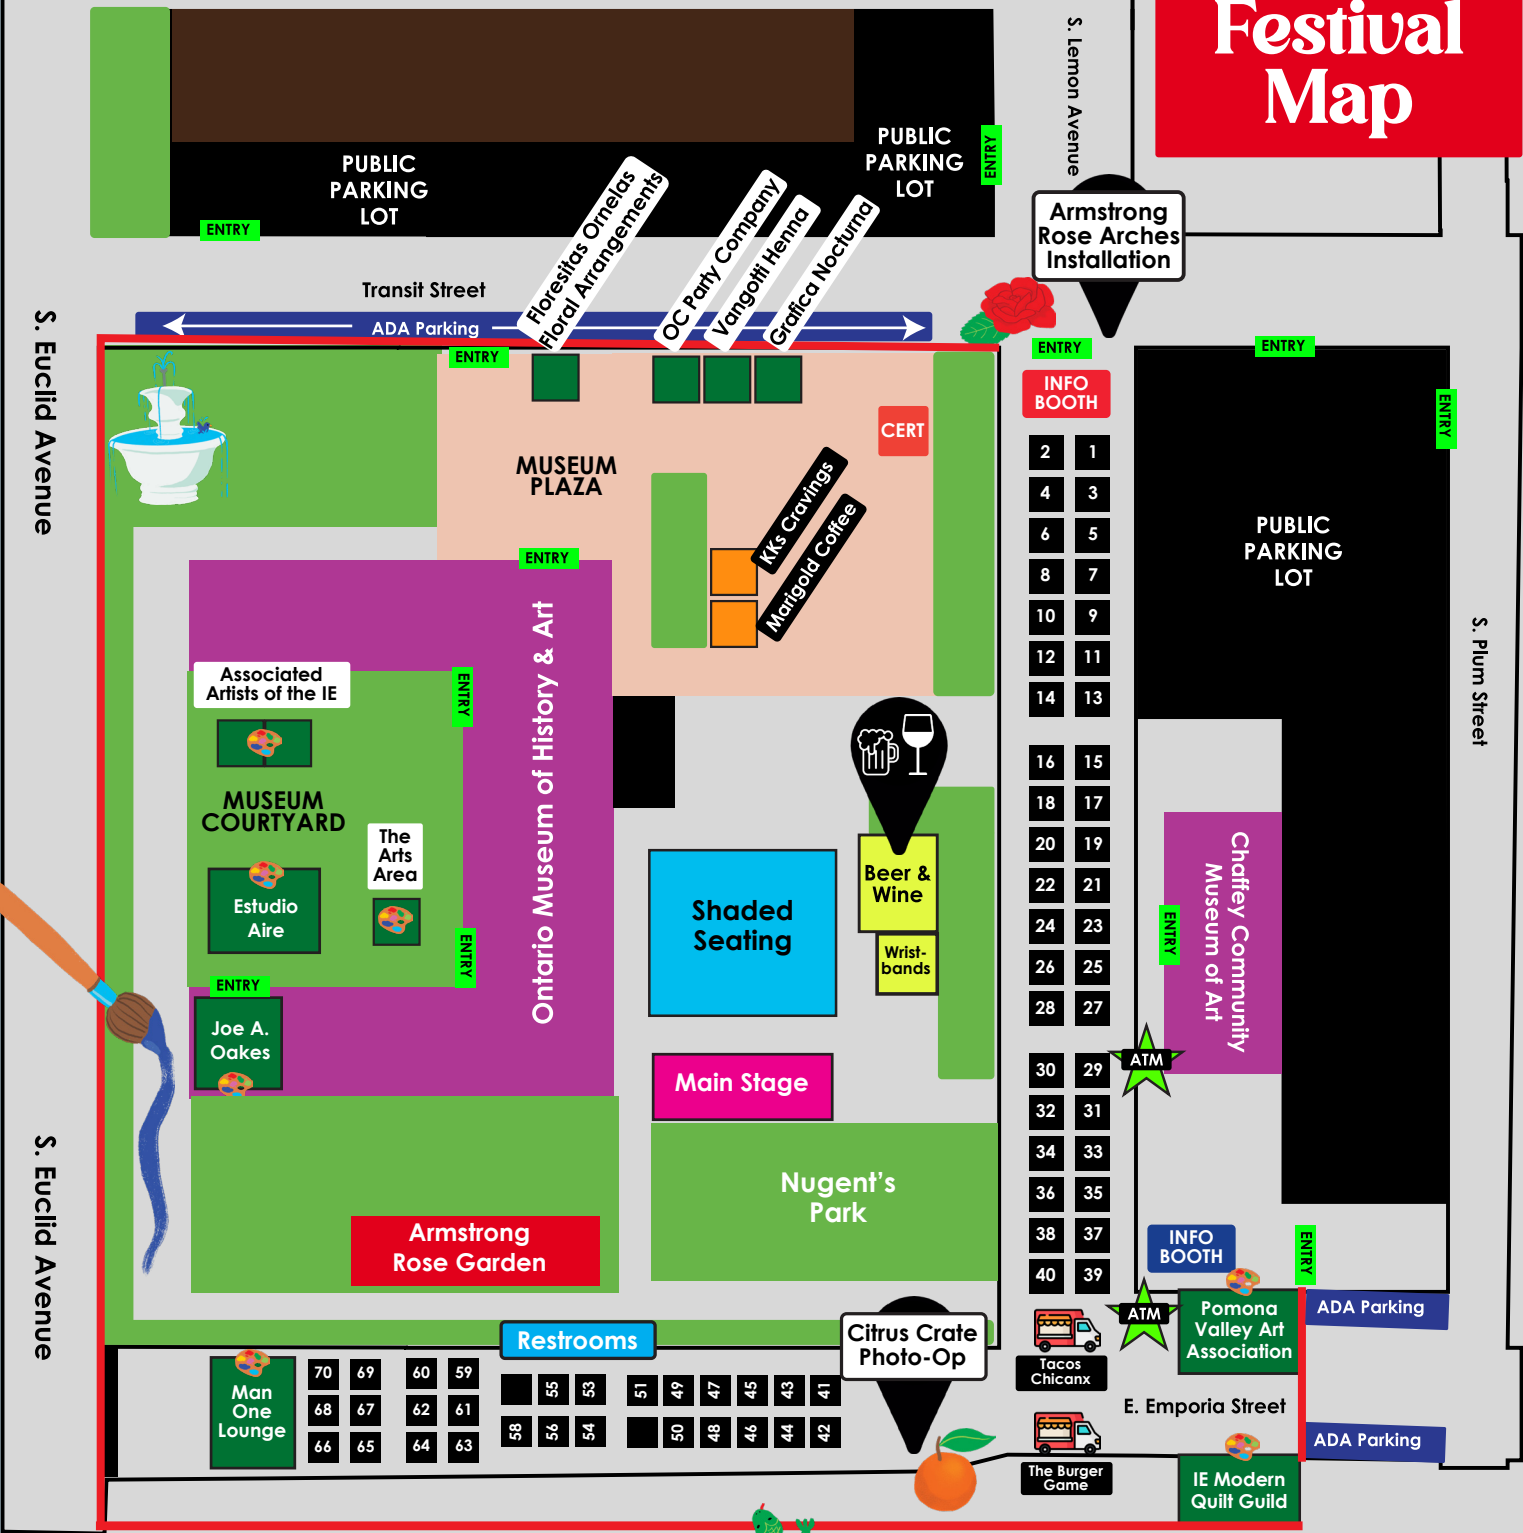 Festival
Map
S. Lemon Avenue
PUBLIC
PARKING
LOT
ENTRY
PUBLIC
PARKING
LOT
ENTRY
Armstrong
Rose Arches
Installation
Transit Street
ADA Parking
Floresitas Ornelas
Floral Arrangements
OC Party Company
Vangotti Henna
Grafica Nocturna
S. Euclid Avenue
ENTRY
ENTRY
ENTRY
ENTRY
INFO
BOOTH
CERT
MUSEUM
PLAZA
KKs Cravings
Marigold Coffee
ENTRY
2 1
4 3
6 5
8 7
10 9
12 11
14 13
16 15
18 17
20 19
22 21
24 23
26 25
28 27
30 29
32 31
34 33
36 35
38 37
40 39
PUBLIC
PARKING
LOT
S. Plum Street
Ontario Museum of History & Art
Associated
Artists of the IE
ENTRY
MUSEUM
COURTYARD
The
Arts
Area
Estudio
Aire
ENTRY
ENTRY
Joe A.
Oakes
Shaded
Seating
Beer &
Wine
Wrist-
bands
Main Stage
Nugent's
Park
Armstrong
Rose Garden
Chaffey Community
Museum of Art
ENTRY
ATM
INFO
BOOTH
ENTRY
ATM
Pomona
Valley Art
Association
ADA Parking
S. Euclid Avenue
Restrooms
Citrus Crate
Photo-Op
Tacos
Chicanx
E. Emporia Street
ADA Parking
The Burger
Game
IE Modern
Quilt Guild
Man
One
Lounge
70 69 60 59
68 67 62 61
66 65 64 63
55 53 51 49 47 45 43 41
58 56 54 50 48 46 44 42